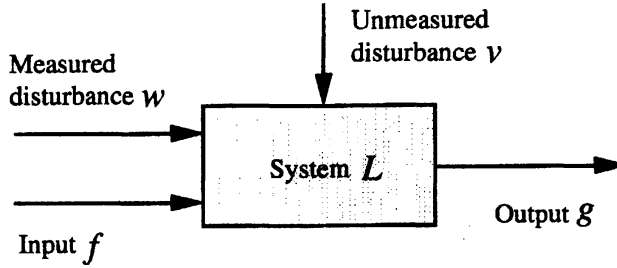 Unmeasured
disturbance v
Measured
disturbance w
System L
Output g
Input f